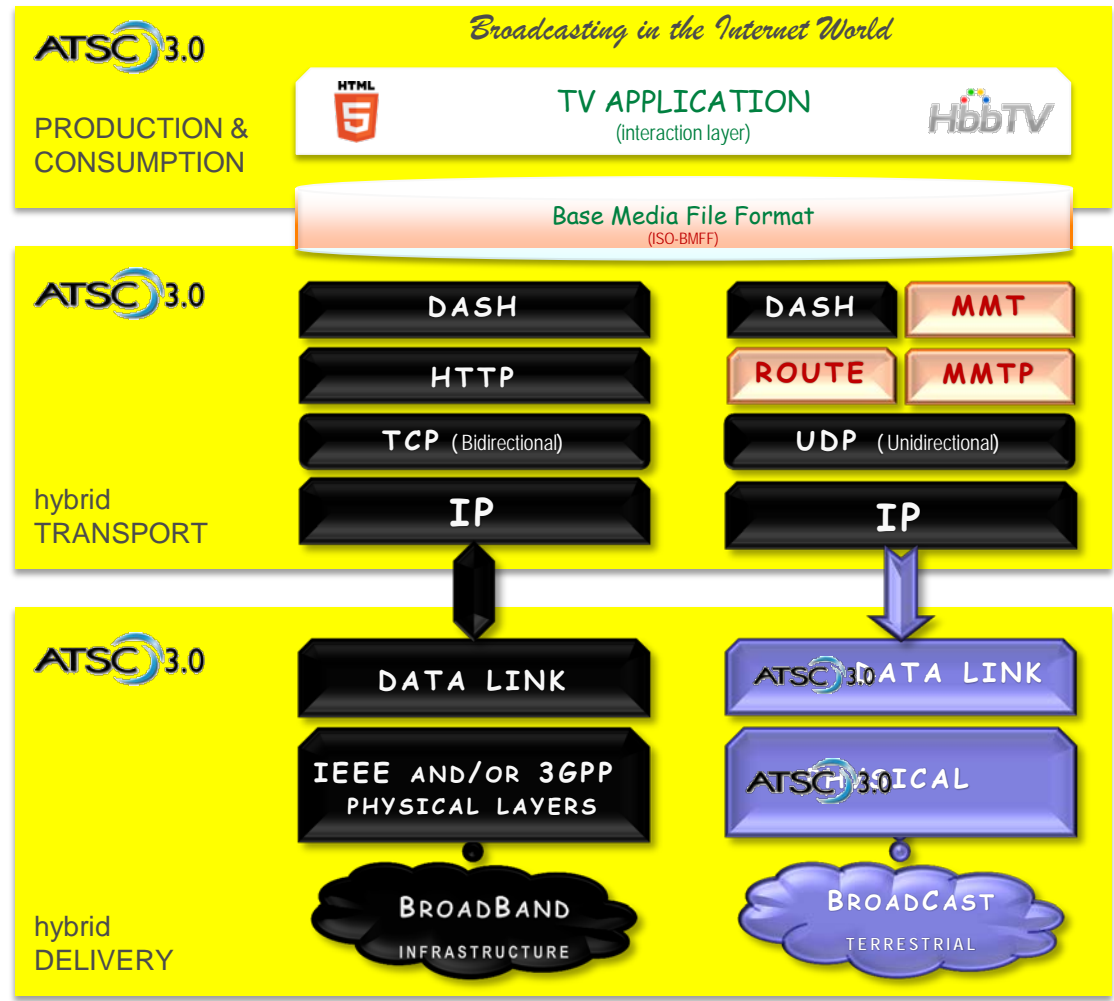 ATSC 3.0
Broadcasting in the Internet World
HTML
5
TV APPLICATION
(interaction layer)
HbbTV
PRODUCTION &
CONSUMPTION
Base Media File Format
(ISO-BMFF)
ATSC 3.0
DASH
HTTP
TCP (Bidirectional)
IP
DASH
MMT
ROUTE
MMTP
UDP (Unidirectional)
IP
hybrid
TRANSPORT
ATSC 3.0
DATA LINK
IEEE AND/OR 3GPP
PHYSICAL LAYERS
BROADBAND
INFRASTRUCTURE
ATSC 3.0 DATA LINK
ATSC 3.0 PHYSICAL
BROADCAST
TERRESTRIAL
hybrid
DELIVERY